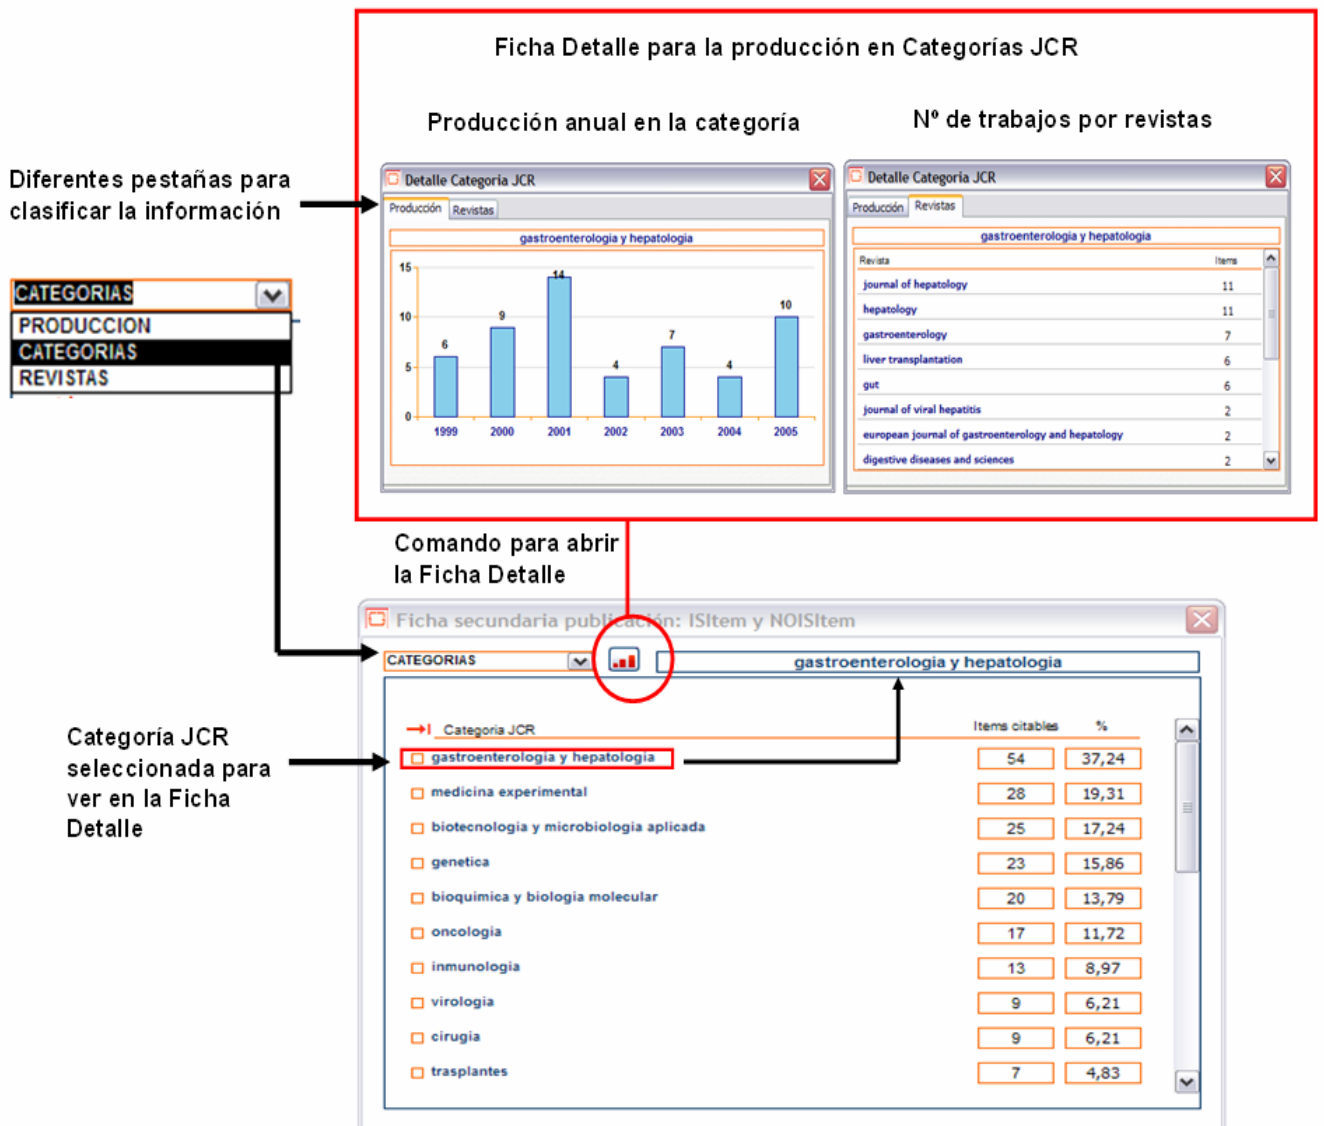 Ficha Detalle para la producción en Categorías JCR
Producción anual en la categoría
Nº de trabajos por revistas
Diferentes pestañas para
clasificar la información
CATEGORIAS
PRODUCCION
CATEGORIAS
REVISTAS
Detalle Categoria JCR
Producción Revistas
gastroenterologia y hepatologia
15
10
5
0
6
9
14
4
7
4
10
1999 2000 2001 2002 2003 2004 2005
Detalle Categoria JCR
Producción Revistas
gastroenterologia y hepatologia
Revista Items
journal of hepatology 11
hepatology 11
gastroenterology 7
liver transplantation 6
gut 6
journal of viral hepatitis 2
european journal of gastroenterology and hepatology 2
digestive diseases and sciences 2
Comando para abrir
la Ficha Detalle
Ficha secundaria publicación: ISItem y NOISItem
CATEGORIAS
gastroenterologia y hepatologia
Categoría JCR
seleccionada para
ver en la Ficha
Detalle
Categoria JCR Items citables %
gastroenterologia y hepatologia 54 37,24
medicina experimental 28 19,31
biotecnologia y microbiologia aplicada 25 17,24
genetica 23 15,86
bioquimica y biologia molecular 20 13,79
oncologia 17 11,72
inmunologia 13 8,97
virologia 9 6,21
cirugia 9 6,21
trasplantes 7 4,83